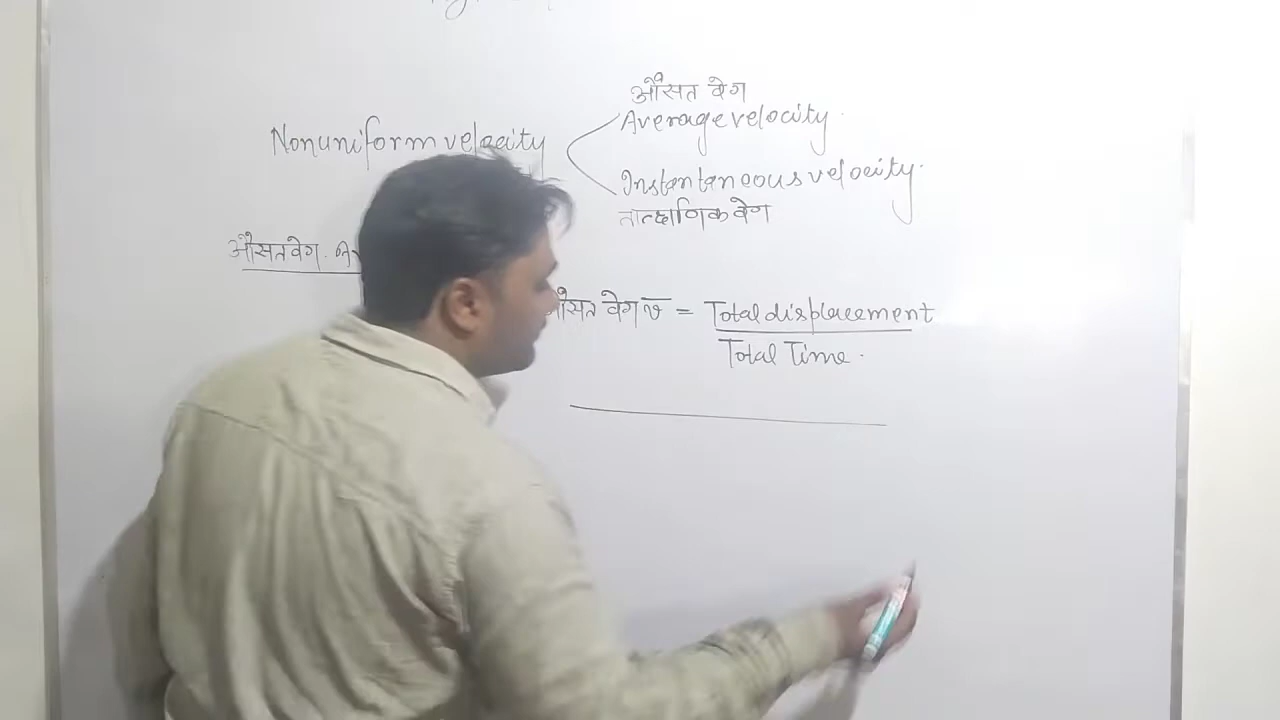 Nonuniform velocity
औसत वेग
Average velocity.
Instantaneous velocity.
तात्क्षणिक वेग
औसत वेग.
औसत वेग v̅ = Total displacement
Total Time.